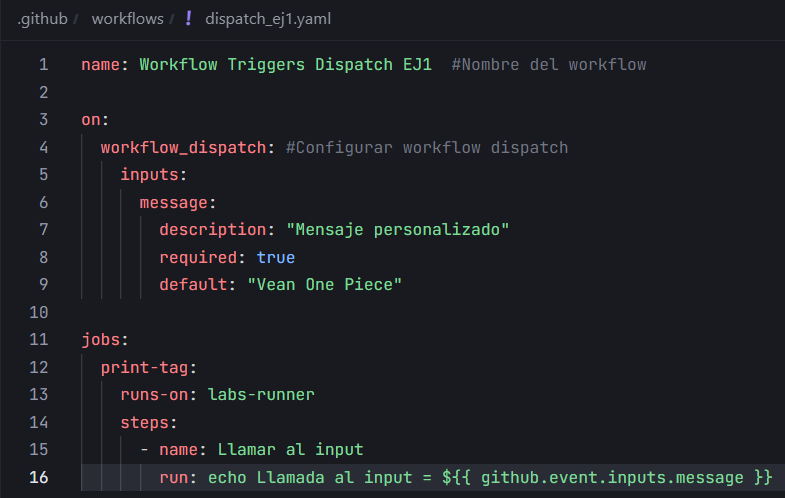 .github / workflows / ! dispatch_ej1.yaml
1 name: Workflow Triggers Dispatch EJ1  #Nombre del workflow
2
3 on:
4   workflow_dispatch: #Configurar workflow dispatch
5     inputs:
6       message:
7         description: "Mensaje personalizado"
8         required: true
9         default: "Vean One Piece"
10
11 jobs:
12   print-tag:
13     runs-on: labs-runner
14     steps:
15       - name: Llamar al input
16         run: echo Llamada al input = ${{ github.event.inputs.message }}